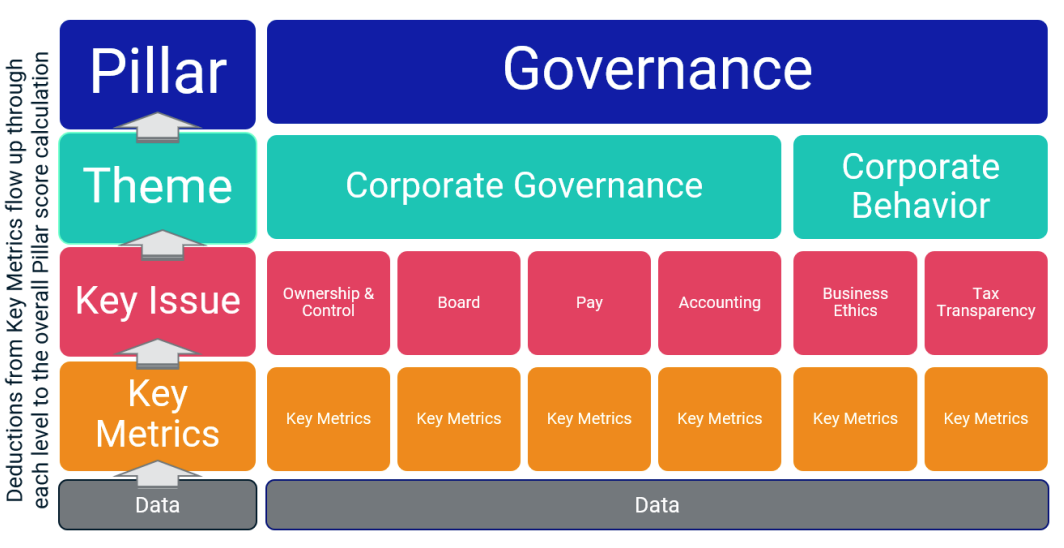 Deductions from Key Metrics flow up through
each level to the overall Pillar score calculation
Pillar
Governance
Theme
Corporate Governance
Corporate
Behavior
Key Issue
Ownership &
Control
Board
Pay
Accounting
Business
Ethics
Tax
Transparency
Key
Metrics
Key Metrics
Key Metrics
Key Metrics
Key Metrics
Key Metrics
Key Metrics
Data
Data